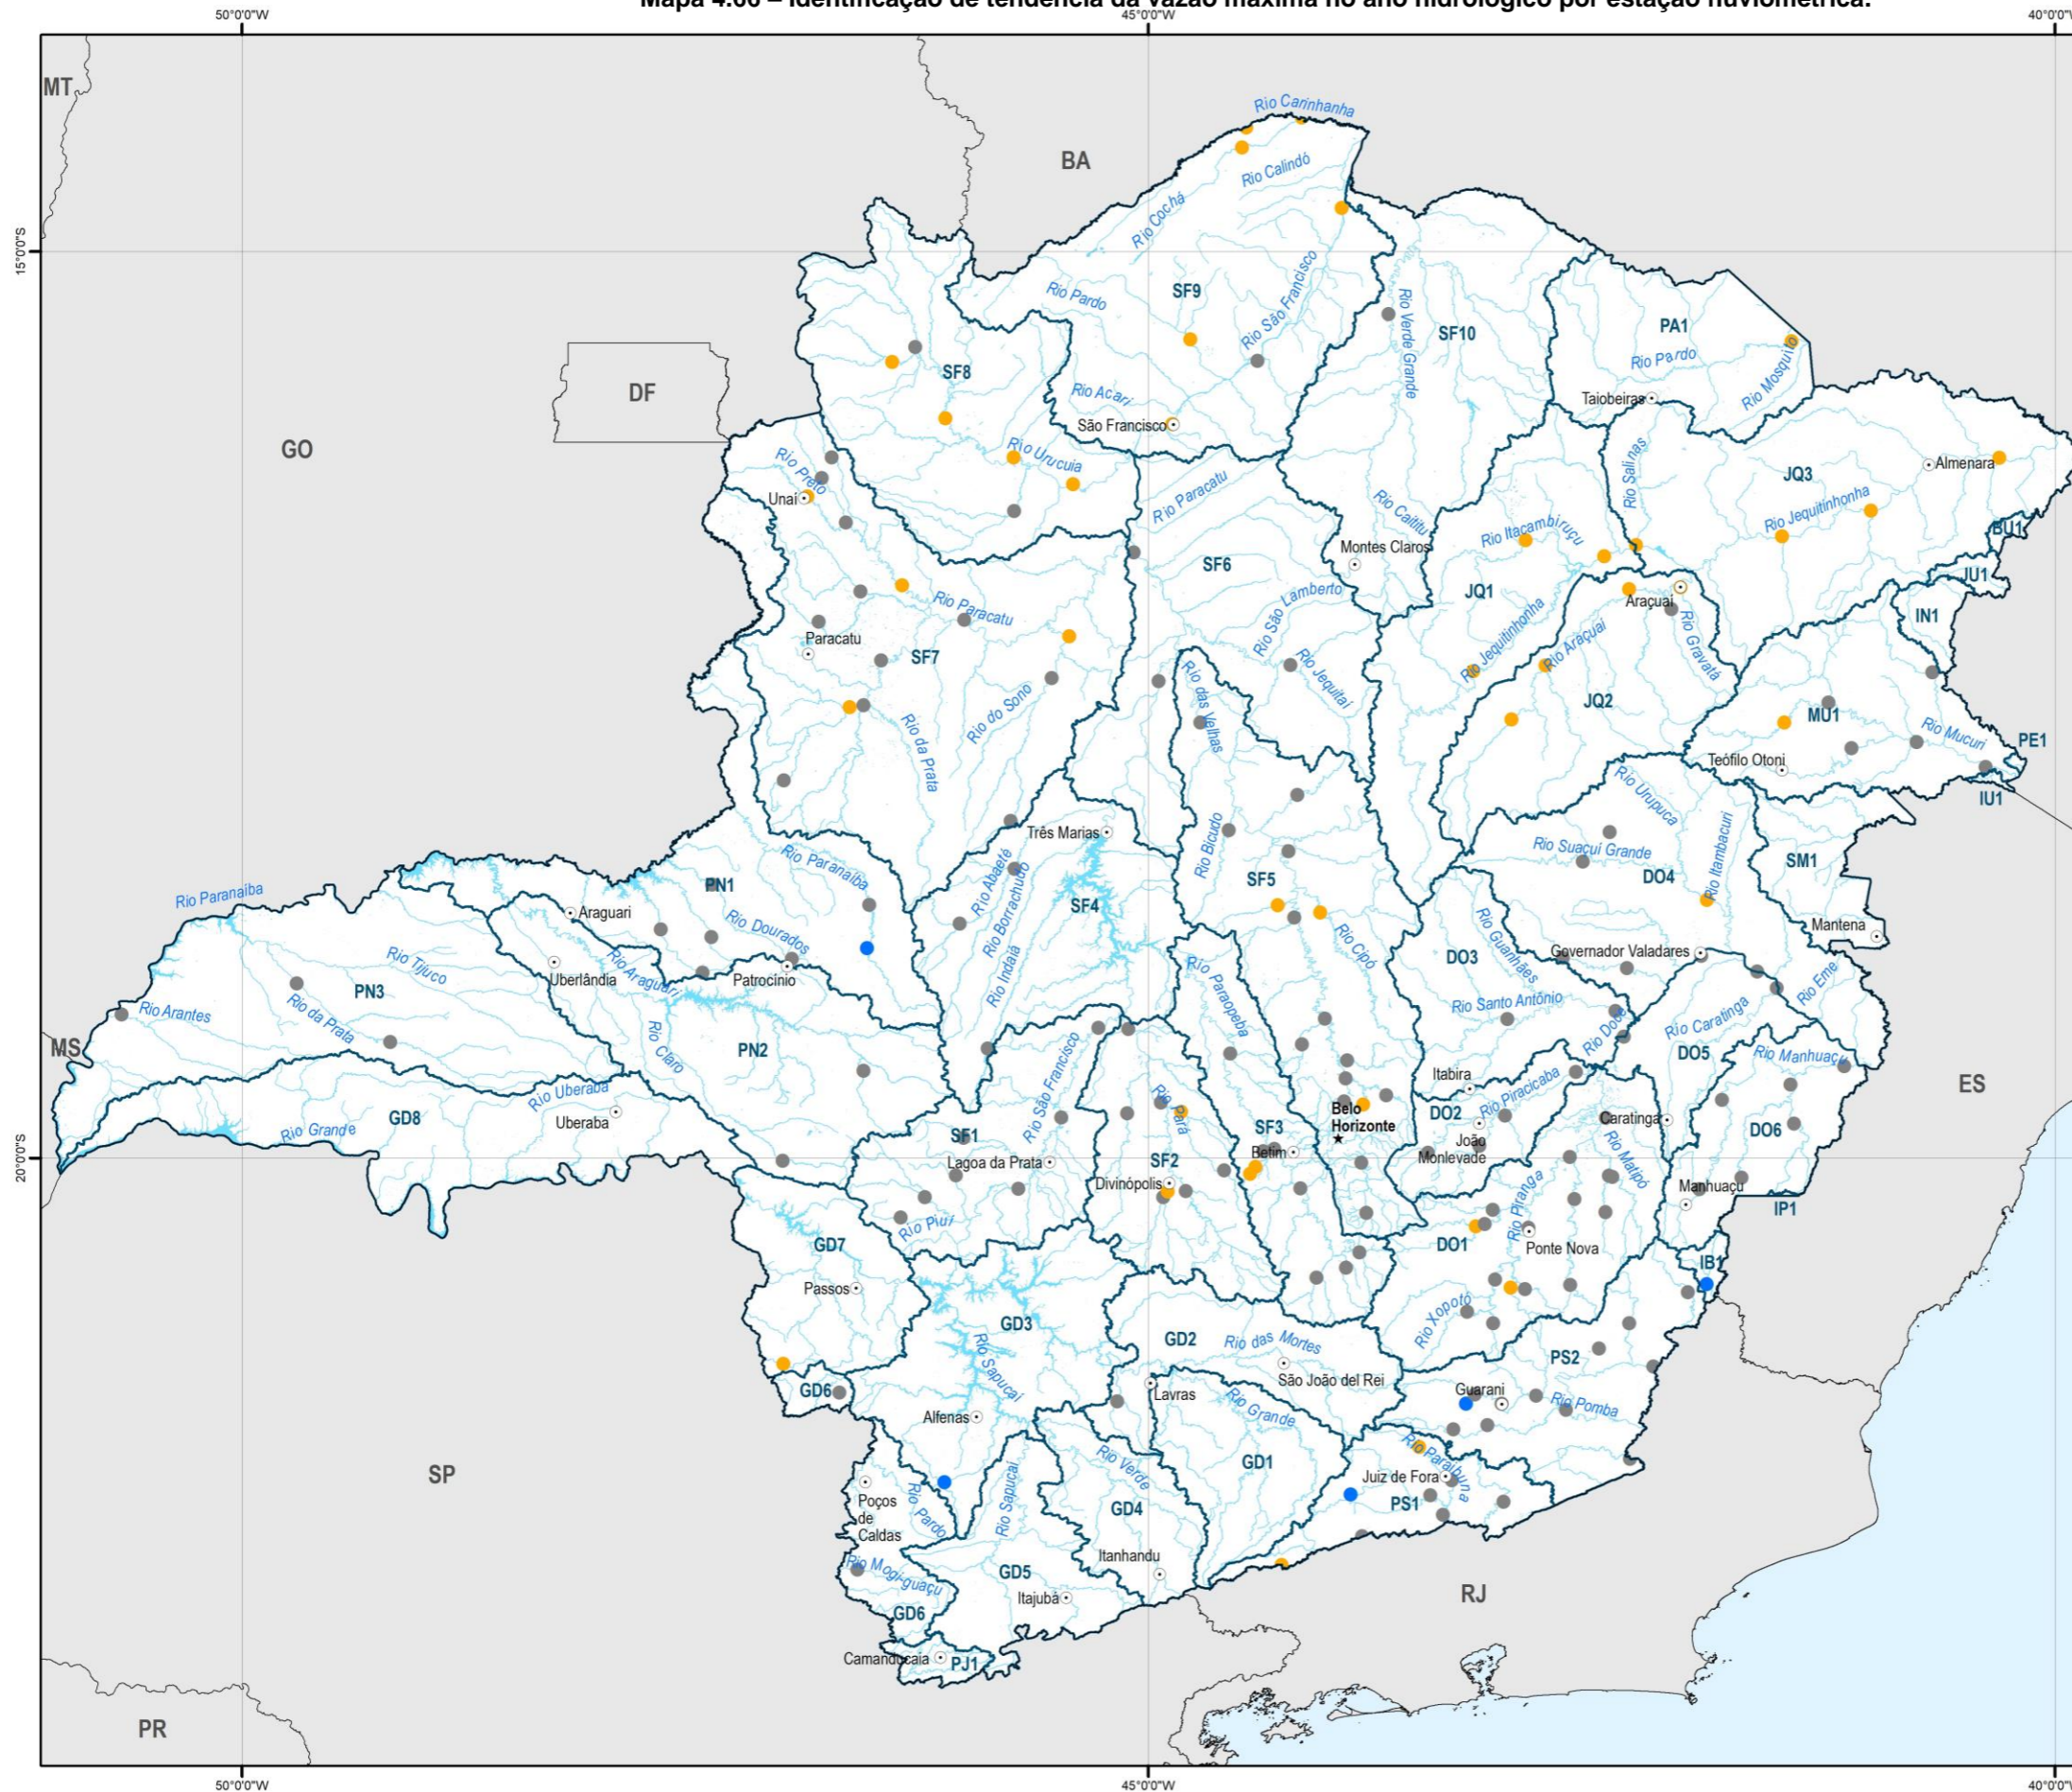 Mapa 4.66 – Identificação de tendência da vazão máxima no ano hidrológico por estação fluviométrica.
50°0'0"W
45°0'0"W
40°0'0"W
MT
Rio Carinhanha
BA
Rio Calindó
Rio Cochá
15°0'0"S
Rio Pardo
SF9
Rio São Francisco
Rio Verde Grande
SF10
PA1
Rio Pardo
Rio Mosquito
DF
SF8
Rio Acari
Taiobeiras
São Francisco
GO
Rio Preto
Rio Urucuia
Unaí
Rio Paracatu
Rio Caititu
Rio Salinas
JQ3
Almenara
Rio Jequitinhonha
BU1
Montes Claros
Rio Itacambiruçu
SF6
JU1
JQ1
Rio São Lamberto
Araçuaí
IN1
Rio Paracatu
Paracatu
SF7
Rio Jequitinhonha
Rio Araçuaí
Rio Gravatá
Rio das Velhas
Rio Jequitaí
JQ2
Rio do Sono
Rio da Prata
MU1
Rio Mucuri
PE1
Teófilo Otoni
IU1
Rio Urupuca
Três Marias
Rio Bicudo
Rio Suaçuí Grande
Rio Itambacuri
SM1
Rio Paranaíba
Rio Abaeté
Rio Borrachudo
SF5
DO4
Rio Paranaíba
PN1
SF4
Araguari
Rio Dourados
Rio Indaiá
Rio Cipó
Rio Guanhães
Mantena
DO3
Governador Valadares
Rio Tijuco
Uberlândia
Rio Araguari
Patrocínio
Rio Paraopeba
PN3
Rio da Prata
Rio Arantes
Rio Santo Antônio
Rio Doce
Rio Caratinga
Rio Eme
MS
Rio Claro
PN2
Rio São Francisco
DO5
Rio Manhuaçu
ES
Itabira
Rio Piracicaba
Rio Uberaba
Uberaba
GD8
Rio Grande
Rio Pará
Belo
Horizonte
DO2
Caratinga
DO6
SF1
SF3
João
Monlevade
Rio Matipó
20°0'0"S
Lagoa da Prata
SF2
Betim
Divinópolis
Manhuaçu
Rio Piranga
IP1
Rio Piuí
GD7
DO1
Ponte Nova
IB1
Passos
GD3
Rio Xopotó
GD2
Rio das Mortes
PS2
Rio Sapucaí
São João del Rei
GD6
Lavras
Guarani
Rio Pomba
Alfenas
Rio Grande
Rio Paraibuna
SP
Rio Verde
GD1
Juiz de Fora
PS1
Poços
de
Caldas
Rio Pardo
Rio Sapucaí
GD4
Itanhandu
Rio Mogi-guaçu
GD5
Itajubá
RJ
GD6
Camanducaia
PJ1
PR
50°0'0"W
45°0'0"W
40°0'0"W